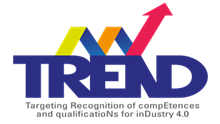 TREND
Targeting Recognition of compEtences
and qualificatioNs for inDustry 4.0